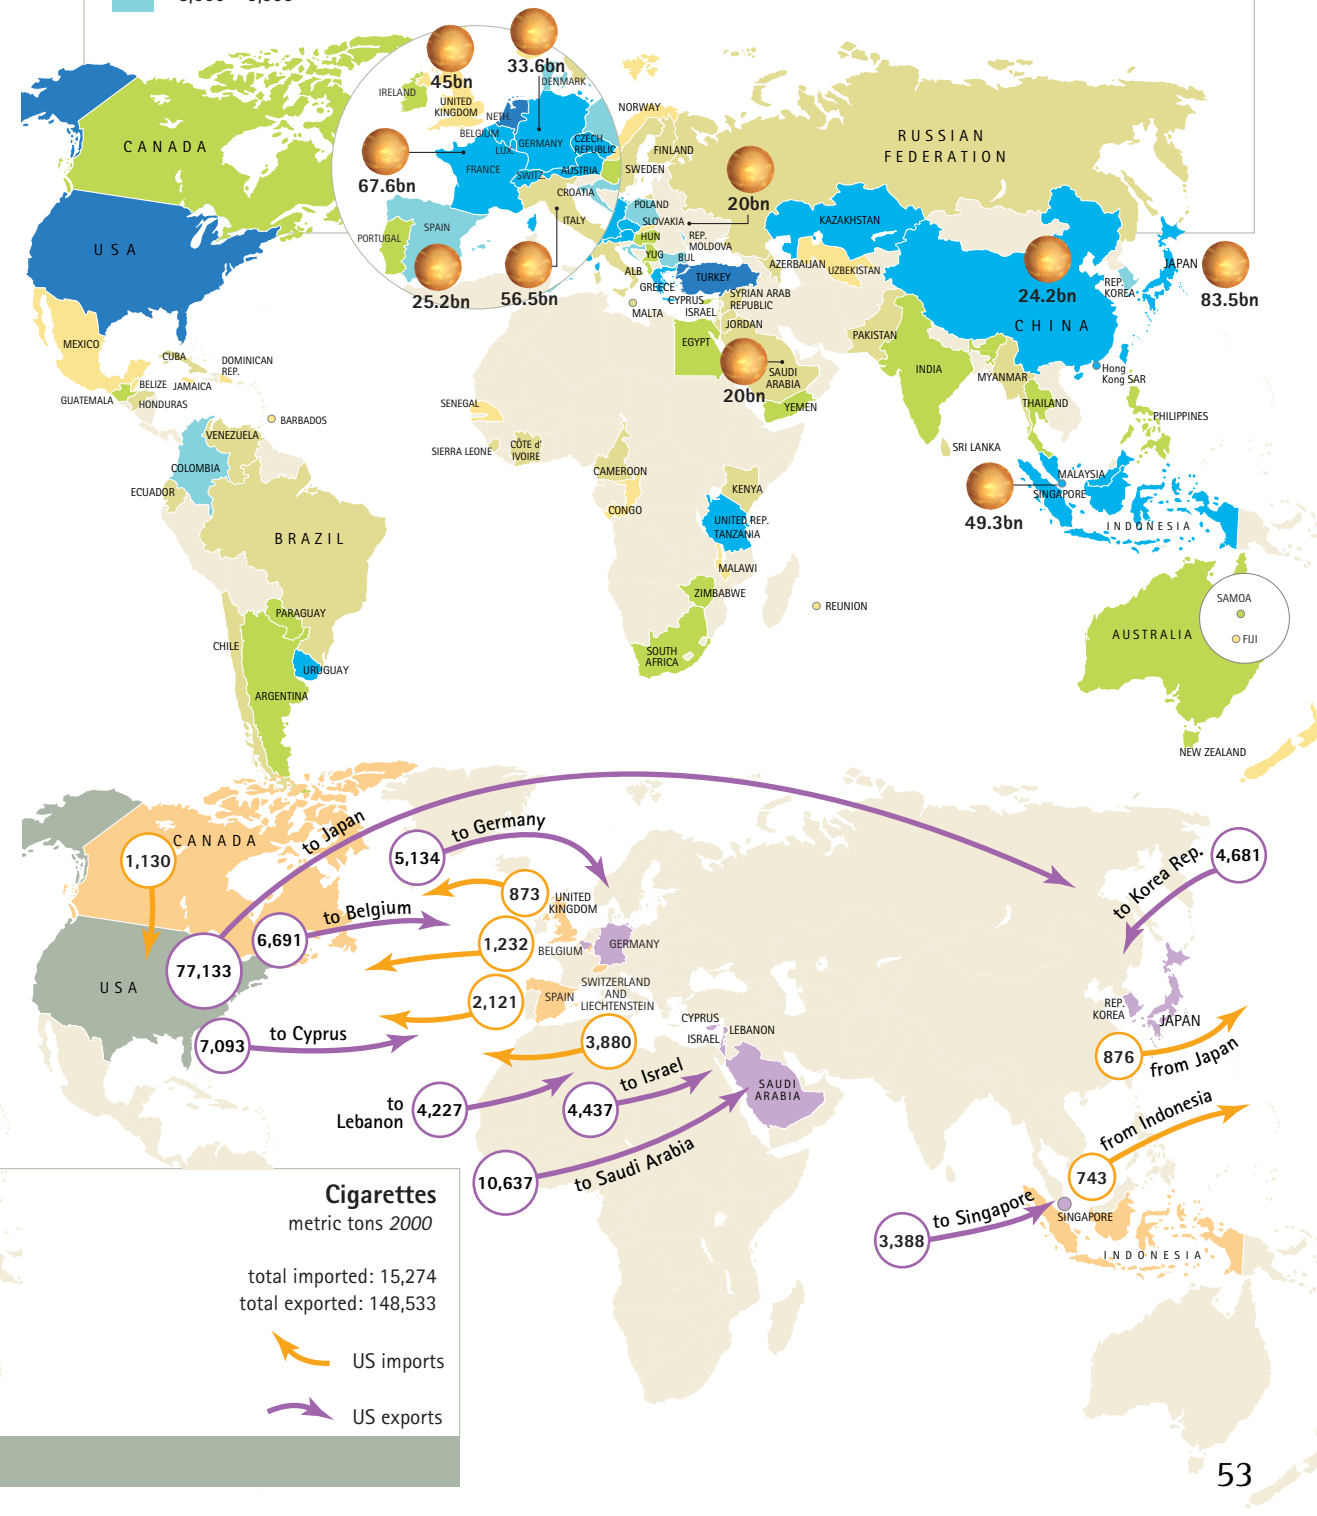 45bn
33.6bn
DENMARK
IRELAND
UNITED
KINGDOM
NETH.
NORWAY
BELGIUM
GERMANY
CZECH
REPUBLIC
LUX.
FRANCE
SWITZ.
AUSTRIA
67.6bn
CROATIA
ITALY
SPAIN
PORTUGAL
25.2bn
56.5bn
CANADA
USA
RUSSIAN
FEDERATION
FINLAND
SWEDEN
20bn
POLAND
SLOVAKIA
HUN
REP.
MOLDOVA
YUG
BUL
ALB
GREECE
TURKEY
CYPRUS
ISRAEL
MALTA
SYRIAN ARAB
REPUBLIC
JORDAN
EGYPT
KAZAKHSTAN
AZERBAIJAN
UZBEKISTAN
JAPAN
83.5bn
REP.
KOREA
24.2bn
CHINA
PAKISTAN
INDIA
MYANMAR
Hong
Kong SAR
THAILAND
PHILIPPINES
20bn
SAUDI
ARABIA
YEMEN
MEXICO
CUBA
DOMINICAN
REP.
BELIZE
JAMAICA
GUATEMALA
HONDURAS
BARBADOS
VENEZUELA
COLOMBIA
ECUADOR
BRAZIL
SENEGAL
SIERRA LEONE
CÔTE d'
IVOIRE
CAMEROON
CONGO
KENYA
UNITED REP.
TANZANIA
MALAWI
ZIMBABWE
REUNION
SOUTH
AFRICA
SRI LANKA
MALAYSIA
SINGAPORE
49.3bn
INDONESIA
PARAGUAY
CHILE
URUGUAY
ARGENTINA
SAMOA
FIJI
AUSTRALIA
NEW ZEALAND
CANADA
1,130
to Japan
5,134
to Germany
873
UNITED
KINGDOM
4,681
to Korea Rep.
6,691
to Belgium
1,232
BELGIUM
GERMANY
77,133
USA
2,121
SPAIN
SWITZERLAND
AND
LIECHTENSTEIN
7,093
to Cyprus
3,880
CYPRUS
LEBANON
ISRAEL
REP.
KOREA
JAPAN
876
from Japan
to
Lebanon
4,227
4,437
to Israel
SAUDI
ARABIA
10,637
to Saudi Arabia
from Indonesia
743
3,388
to Singapore
SINGAPORE
INDONESIA
Cigarettes
metric tons 2000
total imported: 15,274
total exported: 148,533
US imports
US exports
53